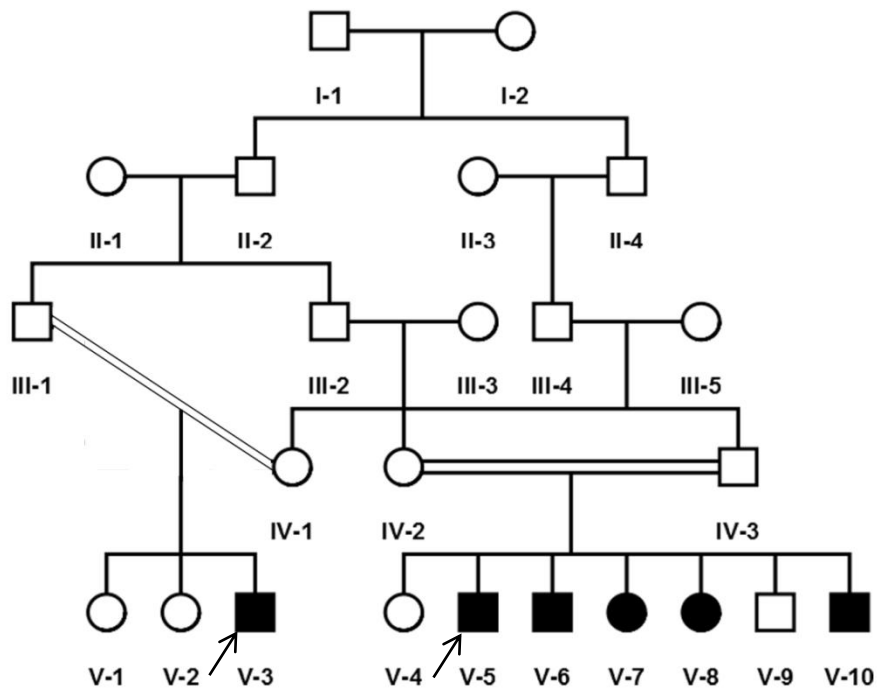 I-1 I-2
II-1 II-2 II-3 II-4
III-1 III-2 III-3 III-4 III-5
IV-1 IV-2 IV-3
V-1 V-2 V-3 V-4 V-5 V-6 V-7 V-8 V-9 V-10